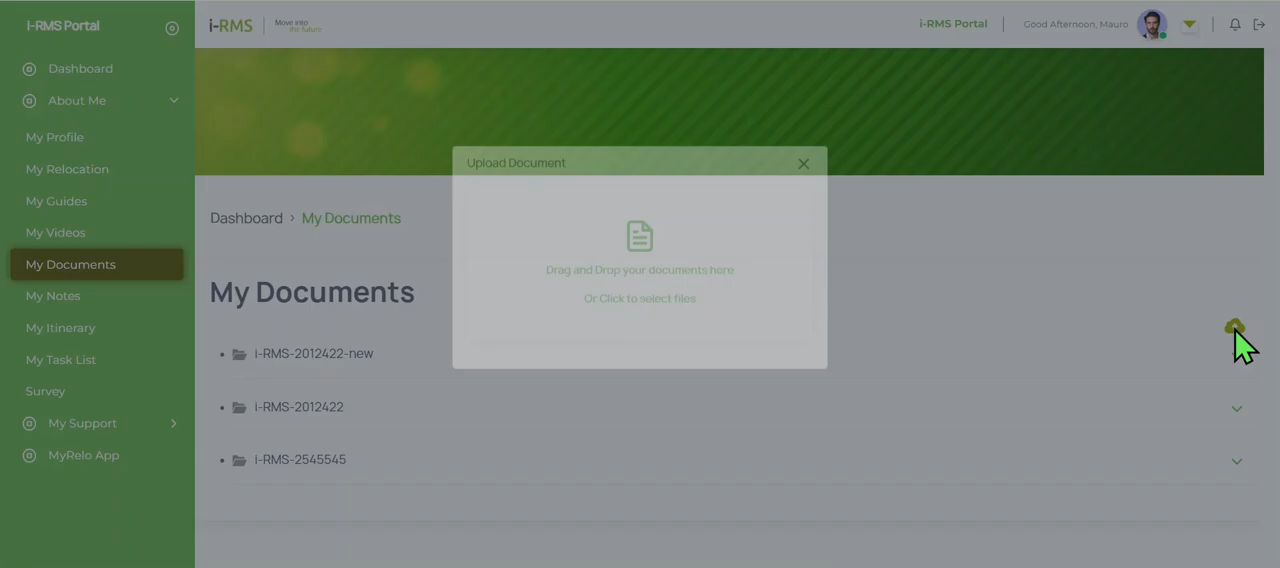 i-RMS Portal
Dashboard
About Me
My Profile
My Relocation
My Guides
My Videos
My Documents
My Notes
My Itinerary
My Task List
Survey
My Support
MyRelo App
i-RMS
Move into
the future
i-RMS Portal
Good Afternoon, Mauro
Upload Document
Drag and Drop your documents here
Or Click to select files
Dashboard > My Documents
My Documents
i-RMS-2012422-new
i-RMS-2012422
i-RMS-2545545